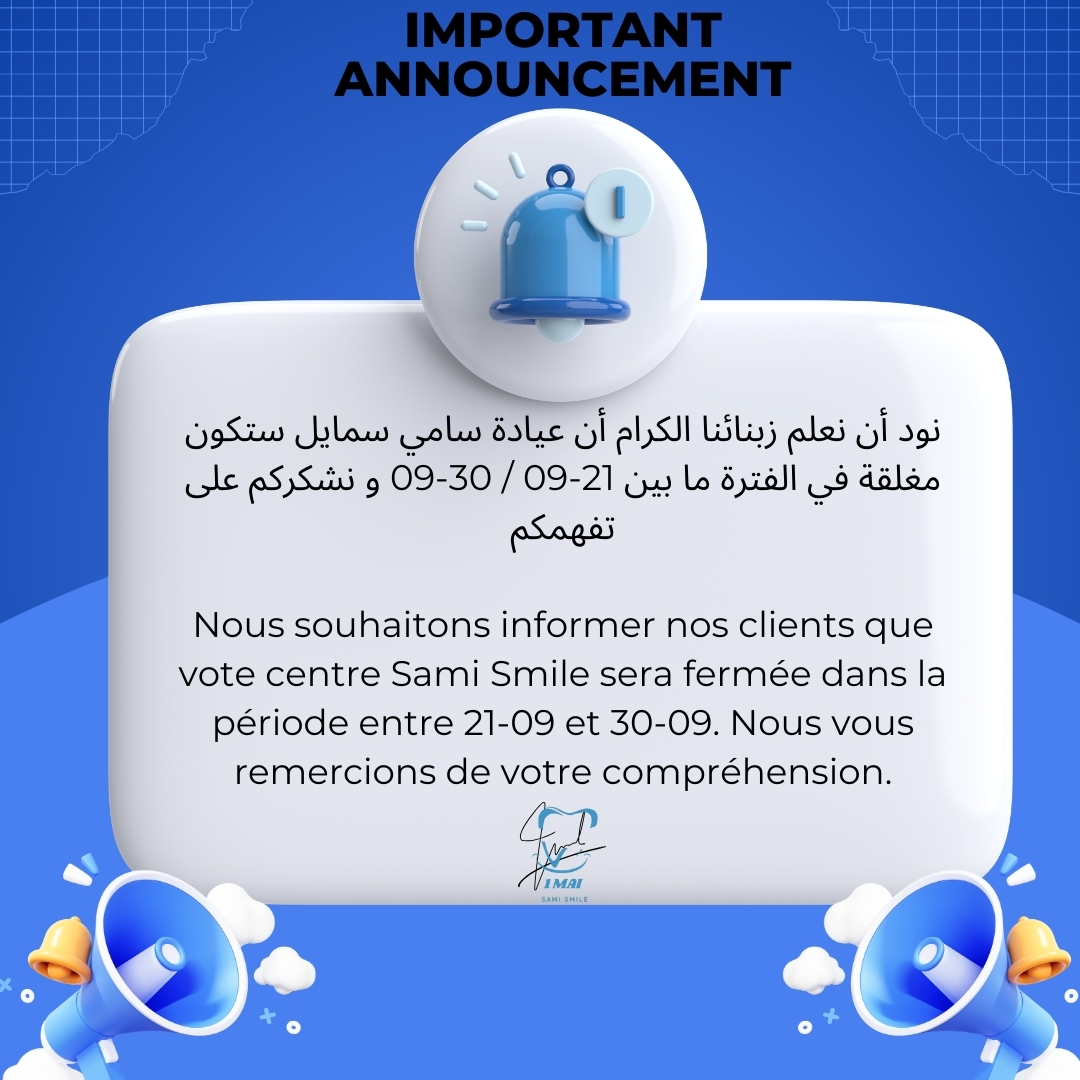 IMPORTANT
ANNOUNCEMENT
نود أن نعلم زبنائنا الكرام أن عيادة سامي سمايل ستكون
مغلقة في الفترة ما بين 21-09 / 30-09 و نشكركم على
تفهمكم
Nous souhaitons informer nos clients que
vote centre Sami Smile sera fermée dans la
période entre 21-09 et 30-09. Nous vous
remercions de votre compréhension.
1 MAI
SAMI SMILE